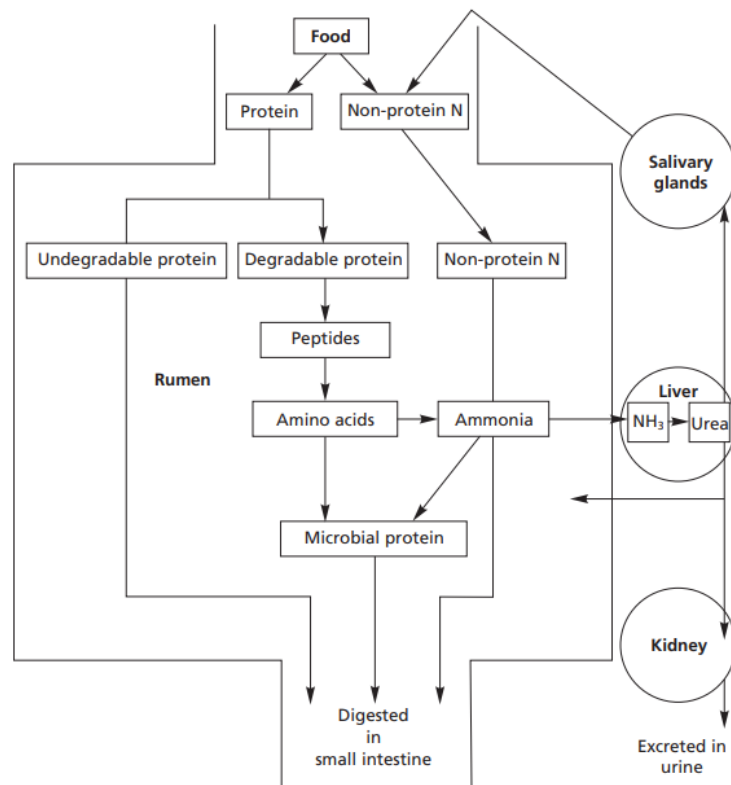 Food
Protein
Non-protein N
Salivary
glands
Undegradable protein
Degradable protein
Non-protein N
Peptides
Rumen
Liver
Amino acids
Ammonia
NH₃
Urea
Microbial protein
Kidney
Digested
in
small intestine
Excreted in
urine